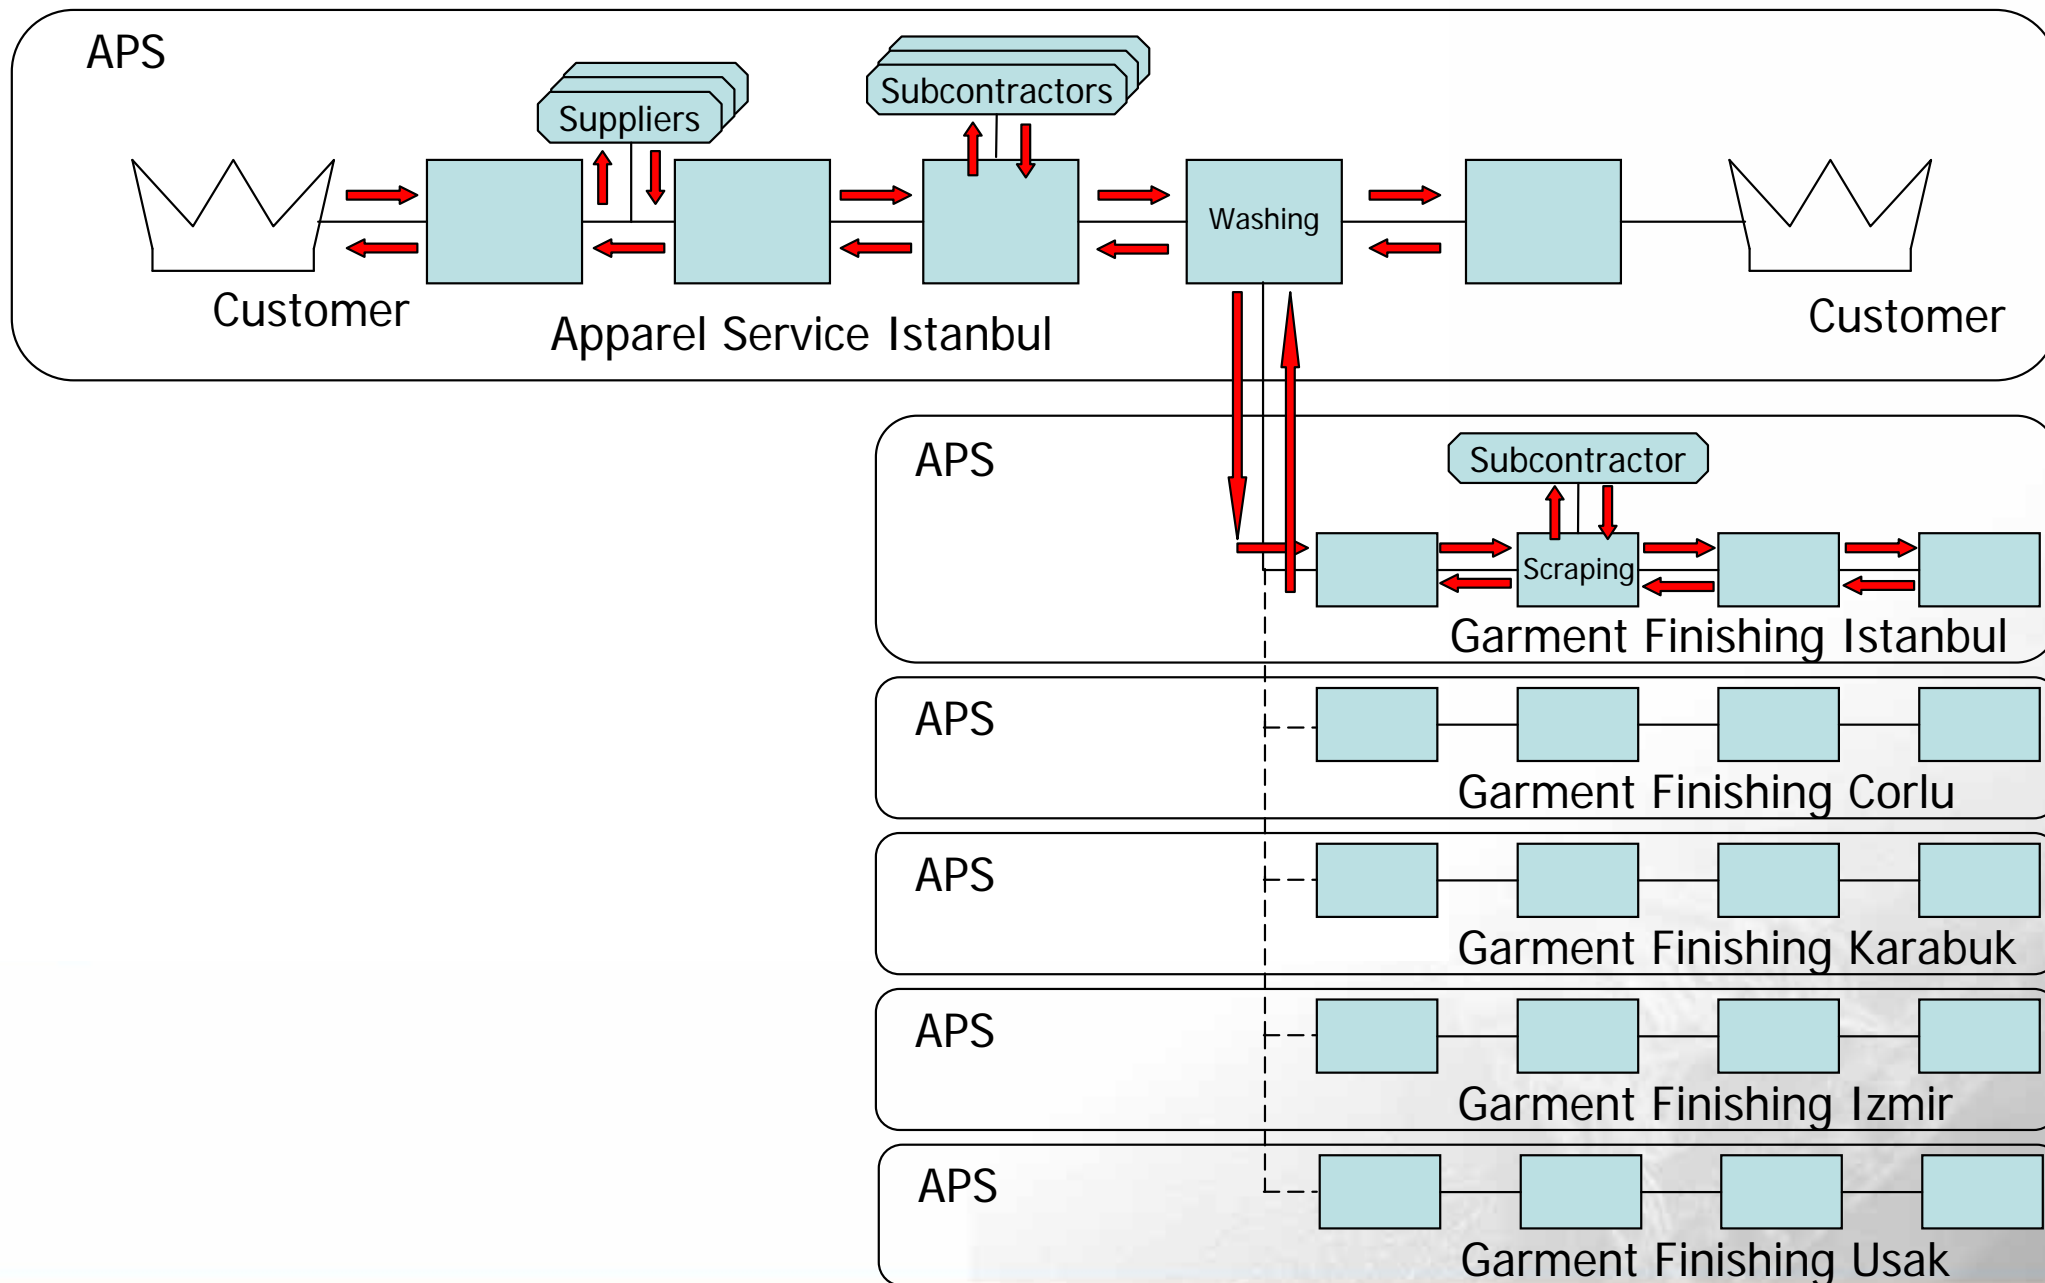 APS
Suppliers
Subcontractors
Washing
Customer
Apparel Service Istanbul
Customer
APS
Subcontractor
Scraping
Garment Finishing Istanbul
APS
Garment Finishing Corlu
APS
Garment Finishing Karabuk
APS
Garment Finishing Izmir
APS
Garment Finishing Usak